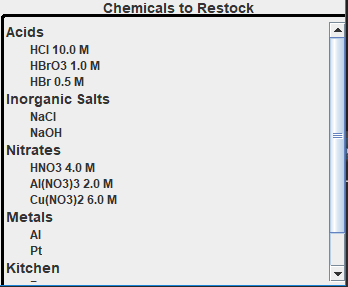 Chemicals to Restock
Acids
HCl 10.0 M
HBrO3 1.0 M
HBr 0.5 M
Inorganic Salts
NaCl
NaOH
Nitrates
HNO3 4.0 M
Al(NO3)3 2.0 M
Cu(NO3)2 6.0 M
Metals
Al
Pt
Kitchen